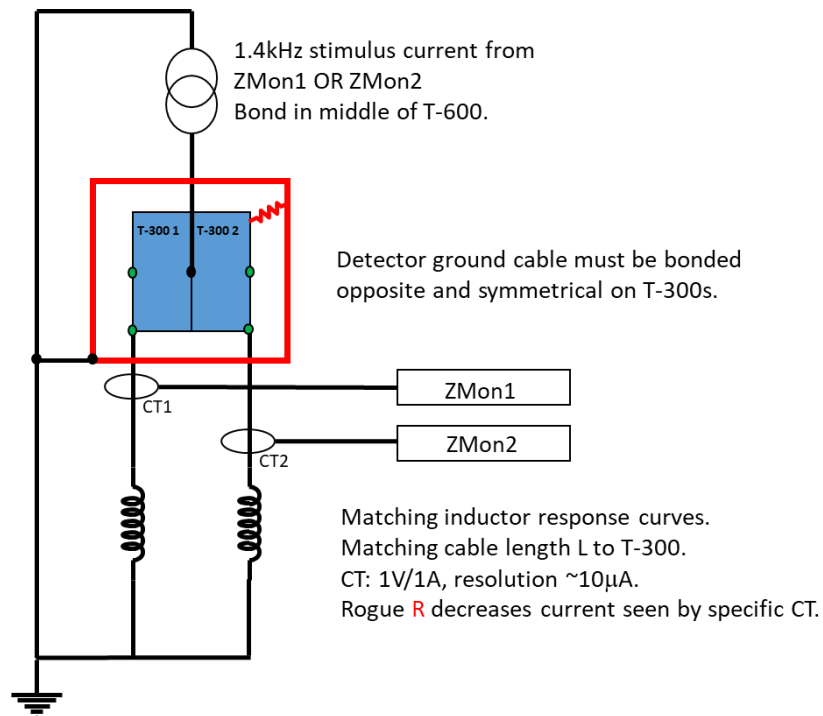 1.4kHz stimulus current from
ZMon1 OR ZMon2
Bond in middle of T-600.
T-300 1 T-300 2
Detector ground cable must be bonded
opposite and symmetrical on T-300s.
ZMon1
CT1
ZMon2
CT2
Matching inductor response curves.
Matching cable length L to T-300.
CT: 1V/1A, resolution ~10μA.
Rogue R decreases current seen by specific CT.